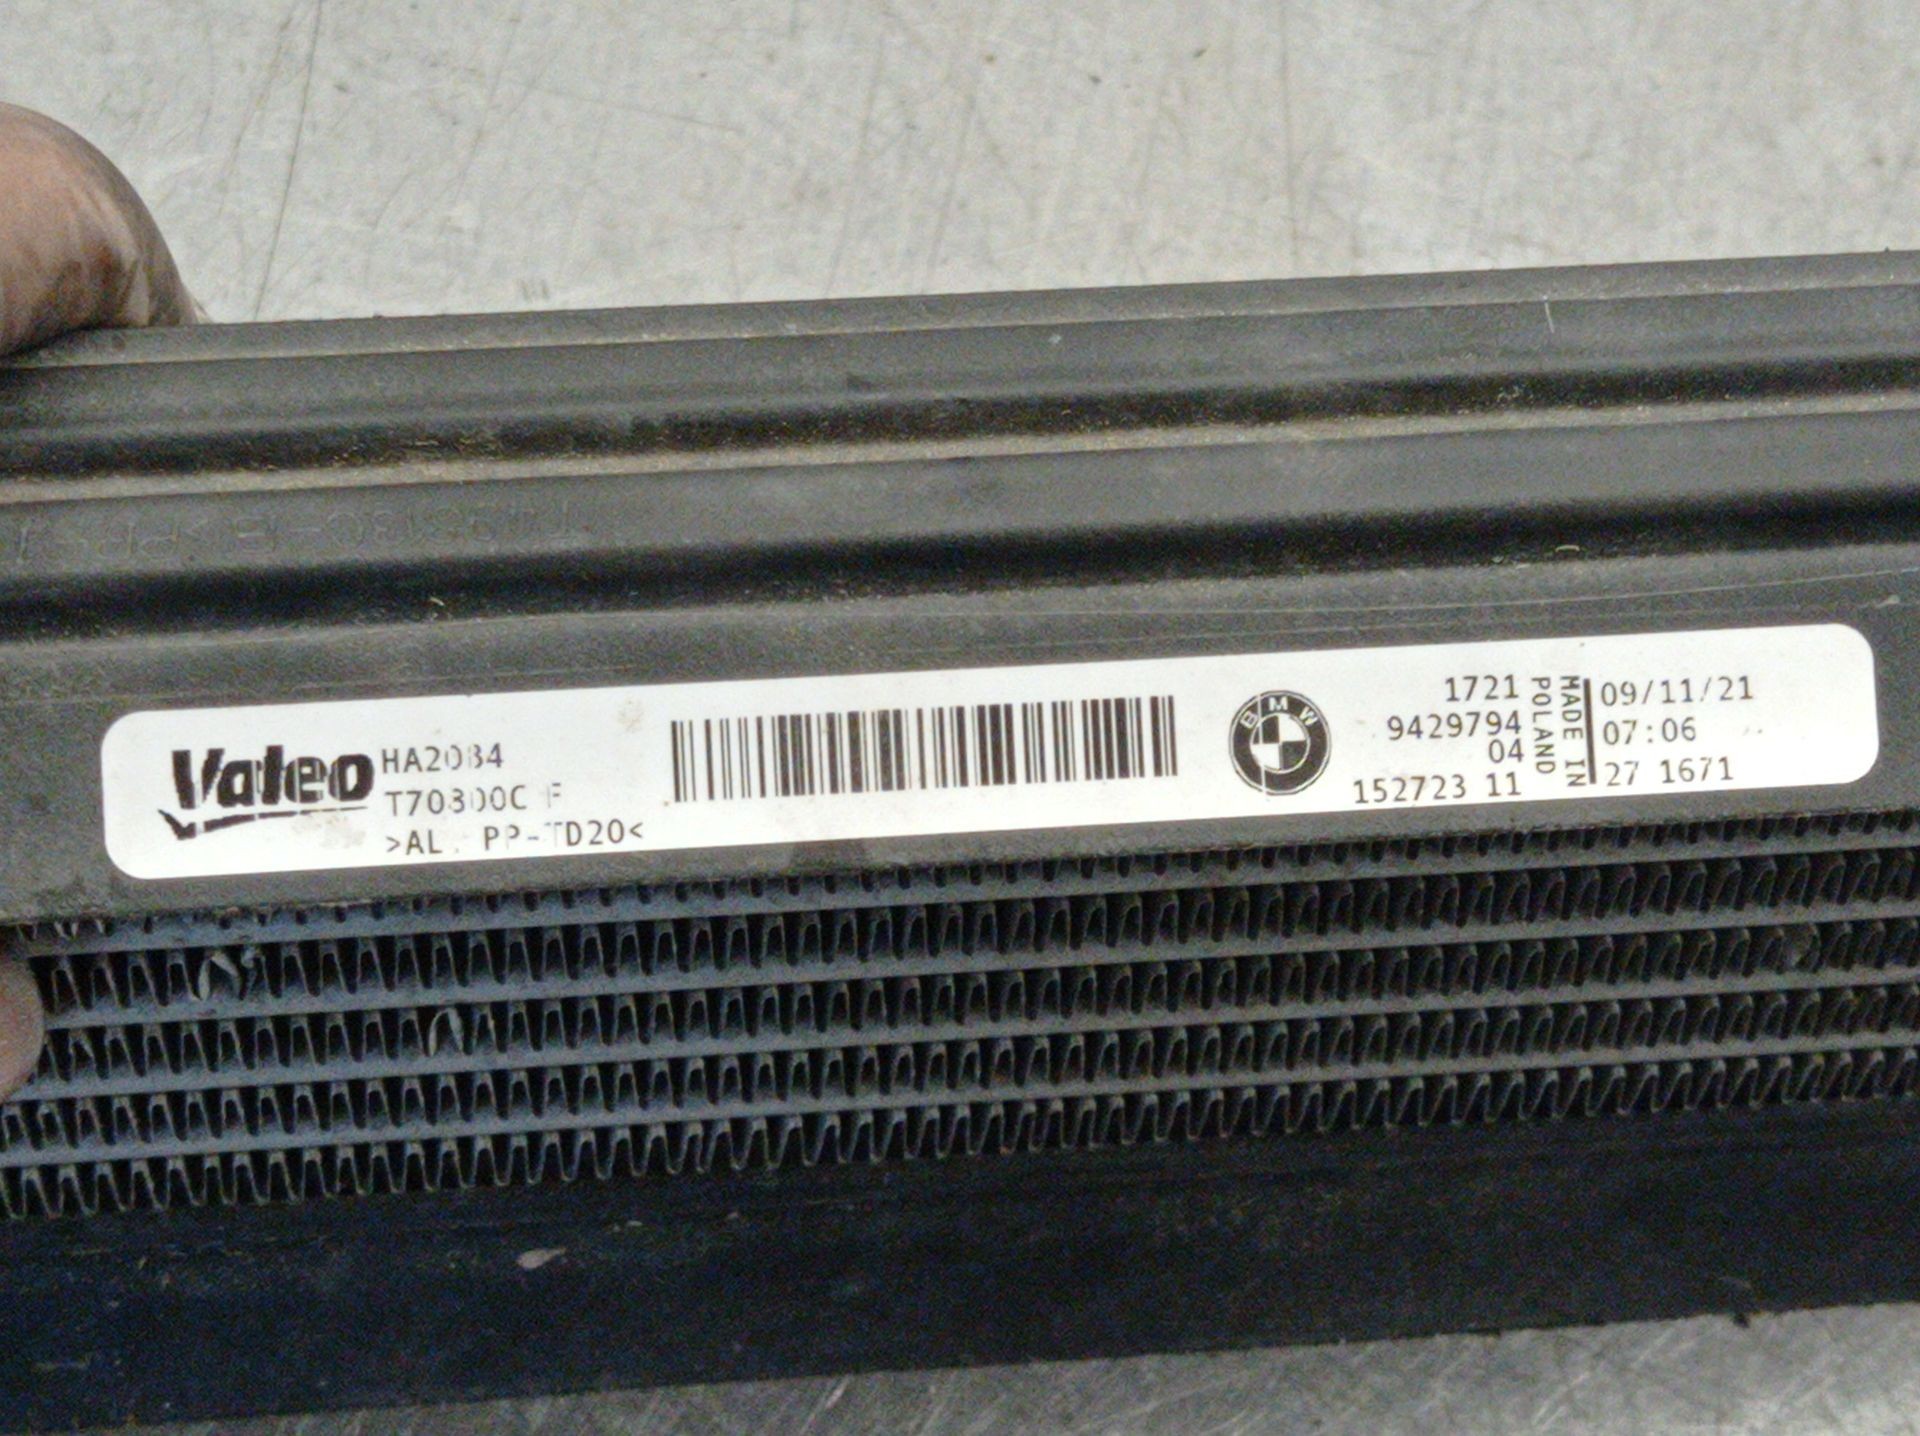 Valeo
HA2084
T70800C F
>AL, PP-TD20<
BMW
1721
9429794
04
152723 11
MADE IN
POLAND
09/11/21
07:06
27 1671